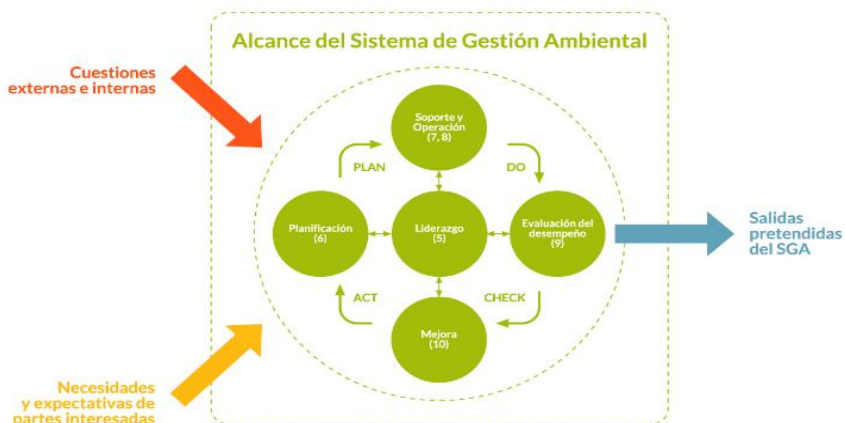 Alcance del Sistema de Gestión Ambiental
Cuestiones
externas e internas
Soporte y
Operación
(7, 8)
PLAN
DO
Planificación
(6)
Liderazgo
(5)
Evaluación del
desempeño
(9)
Salidas
pretendidas
del SGA
ACT
CHECK
Mejora
(10)
Necesidades
y expectativas de
partes interesadas